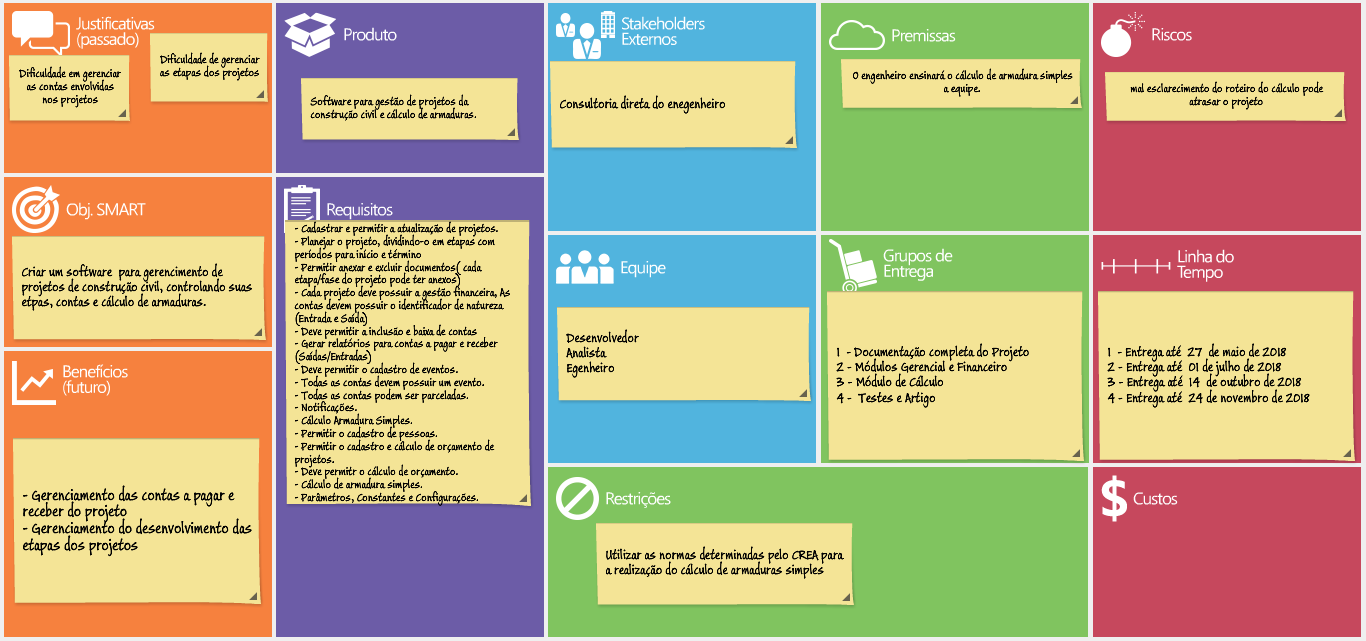 Justificativas
(passado)
Dificuldade em gerenciar
as contas envolvidas
nos projetos
Dificuldade de gerenciar
as etapas dos projetos
Obj. SMART
Criar um software para gerencimento de
projetos de construção civil, controlando suas
etpas, contas e cálculo de armaduras.
Benefícios
(futuro)
- Gerenciamento das contas a pagar e
receber do projeto
- Gerenciamento do desenvolvimento das
etapas dos projetos
Produto
Software para gestão de projetos da
construção civil e cálculo de armaduras.
Requisitos
- Cadastrar e permitir a atualização de projetos.
- Planejar o projeto, dividindo-o em etapas com
períodos para início e término
- Permitir anexar e excluir documentos( cada
etapa/fase do projeto pode ter anexos)
- Cada projeto deve possuir a gestão financeira, As
contas devem possuir o identificador de natureza
(Entrada e Saída)
- Deve permitir a inclusão e baixa de contas
- Gerar relatórios para contas a pagar e receber
(Saídas/Entradas)
- Deve permitir o cadastro de eventos.
- Todas as contas devem possuir um evento.
- Todas as contas podem ser parceladas.
- Notificações.
- Cálculo Armadura Simples.
- Permitir o cadastro de pessoas.
- Permitir o cadastro e cálculo de orçamento de
projetos.
- Deve permitr o cálculo de orçamento.
- Cálculo de armadura simples.
- Parâmetros, Constantes e Configurações.
Stakeholders
Externos
Consultoria direta do enegenheiro
Equipe
Desenvolvedor
Analista
Egenheiro
Premissas
O engenheiro ensinará o cálculo de armadura simples
a equipe.
Grupos de
Entrega
1 - Documentação completa do Projeto
2 - Módulos Gerencial e Financeiro
3 - Módulo de Cálculo
4 - Testes e Artigo
Restrições
Utilizar as normas determinadas pelo CREA para
a realização do cálculo de armaduras simples
Riscos
mal esclarecimento do roteiro do cálculo pode
atrasar o projeto
Linha do
Tempo
1 - Entrega até 27 de maio de 2018
2 - Entrega até 01 de julho de 2018
3 - Entrega até 14 de outubro de 2018
4 - Entrega até 24 de novembro de 2018
$ Custos